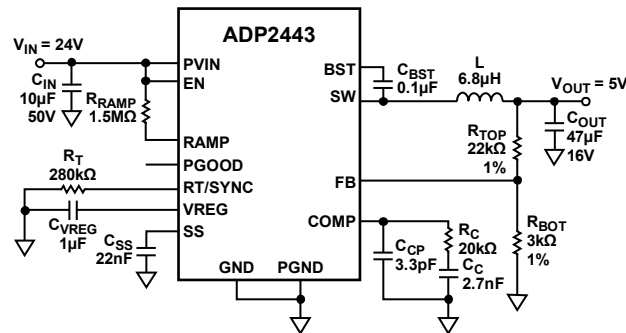 ADP2443
V_IN = 24V
C_IN
10µF
50V
R_RAMP
1.5MΩ
R_T
280kΩ
C_VREG
1µF
C_SS
22nF
PVIN
EN
RAMP
PGOOD
RT/SYNC
VREG
SS
GND PGND
BST
SW
FB
COMP
C_BST
0.1µF
L
6.8µH
V_OUT = 5V
C_OUT
47µF
16V
R_TOP
22kΩ
1%
R_BOT
3kΩ
1%
C_CP
3.3pF
R_C
20kΩ
C_C
2.7nF